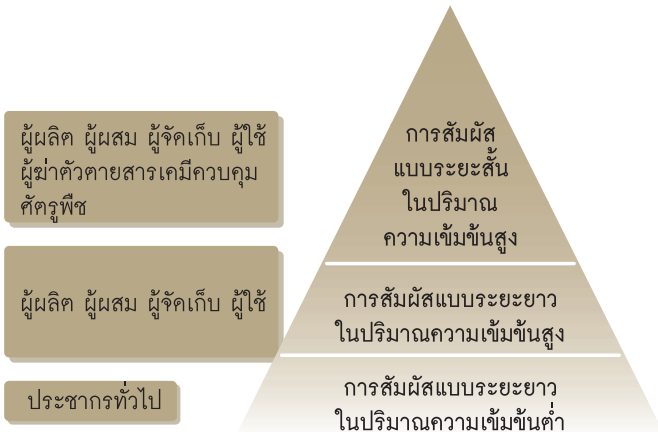 ผู้ผลิต ผู้ผสม ผู้จัดเก็บ ผู้ใช้
ผู้ฆ่าตัวตายสารเคมีควบคุม
ศัตรูพืช
การสัมผัส
แบบระยะสั้น
ในปริมาณ
ความเข้มข้นสูง
ผู้ผลิต ผู้ผสม ผู้จัดเก็บ ผู้ใช้
การสัมผัสแบบระยะยาว
ในปริมาณความเข้มข้นสูง
ประชากรทั่วไป
การสัมผัสแบบระยะยาว
ในปริมาณความเข้มข้นต่ำ